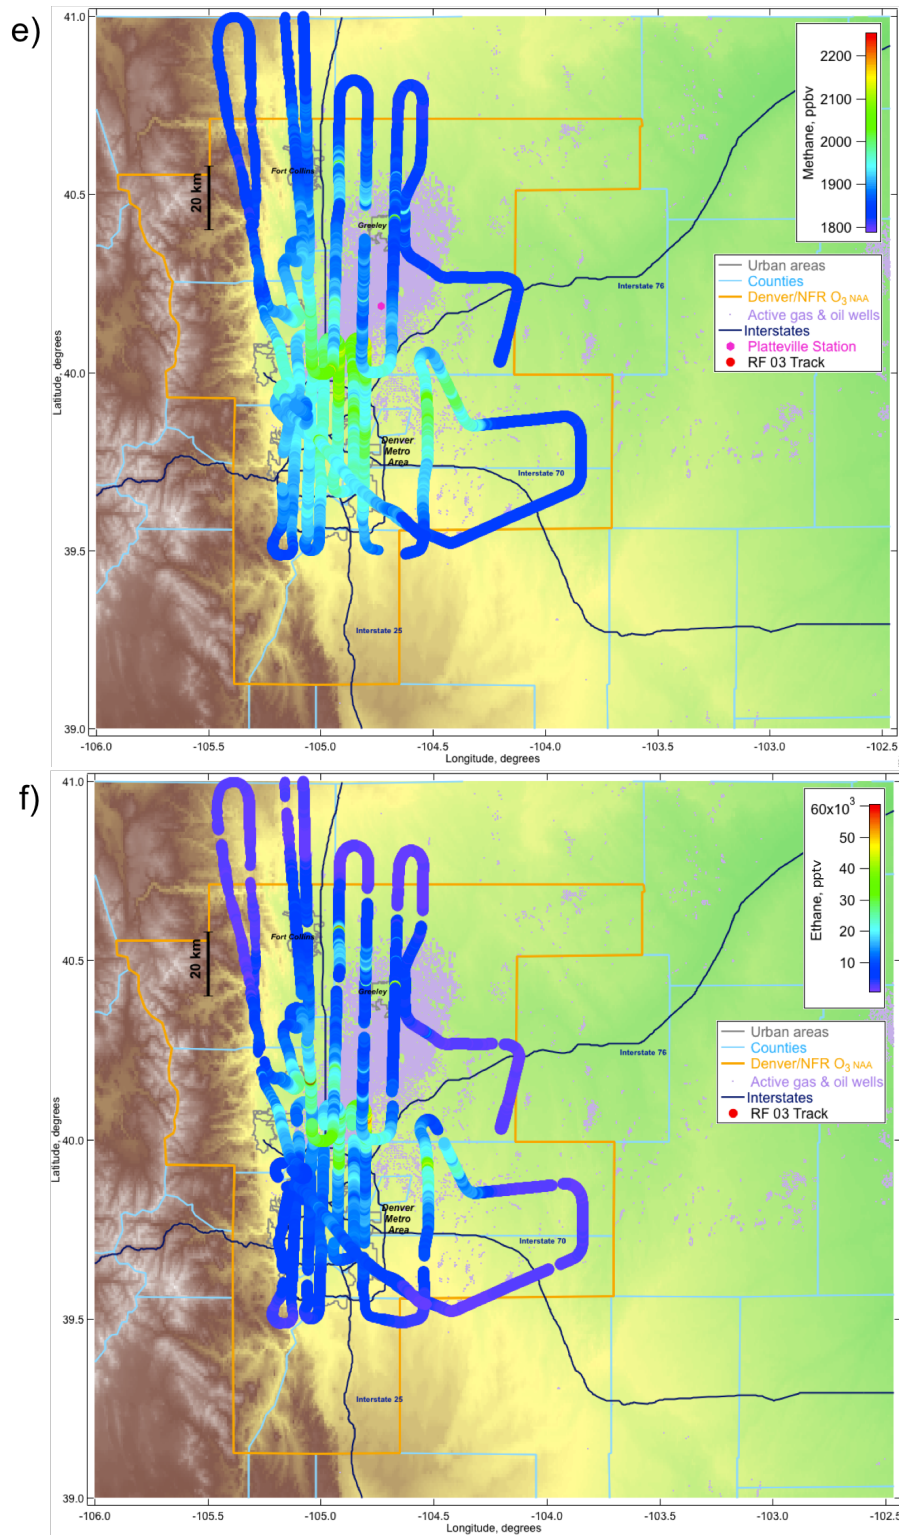 e)
41.0
40.5
40.0
39.5
39.0
Latitude, degrees
-106.0 -105.5 -105.0 -104.5 -104.0 -103.5 -103.0 -102.5
Longitude, degrees
20 km
Fort Collins
Greeley
Denver
Metro
Area
Interstate 76
Interstate 70
Interstate 25
Methane, ppbv
2200
2100
2000
1900
1800
Urban areas
Counties
Denver/NFR O3 NAA
Active gas & oil wells
Interstates
Platteville Station
RF 03 Track
f)
41.0
40.5
40.0
39.5
39.0
Latitude, degrees
-106.0 -105.5 -105.0 -104.5 -104.0 -103.5 -103.0 -102.5
Longitude, degrees
20 km
Fort Collins
Greeley
Denver
Metro
Area
Interstate 76
Interstate 70
Interstate 25
Ethane, pptv
60x10³
50
40
30
20
10
Urban areas
Counties
Denver/NFR O3 NAA
Active gas & oil wells
Interstates
RF 03 Track